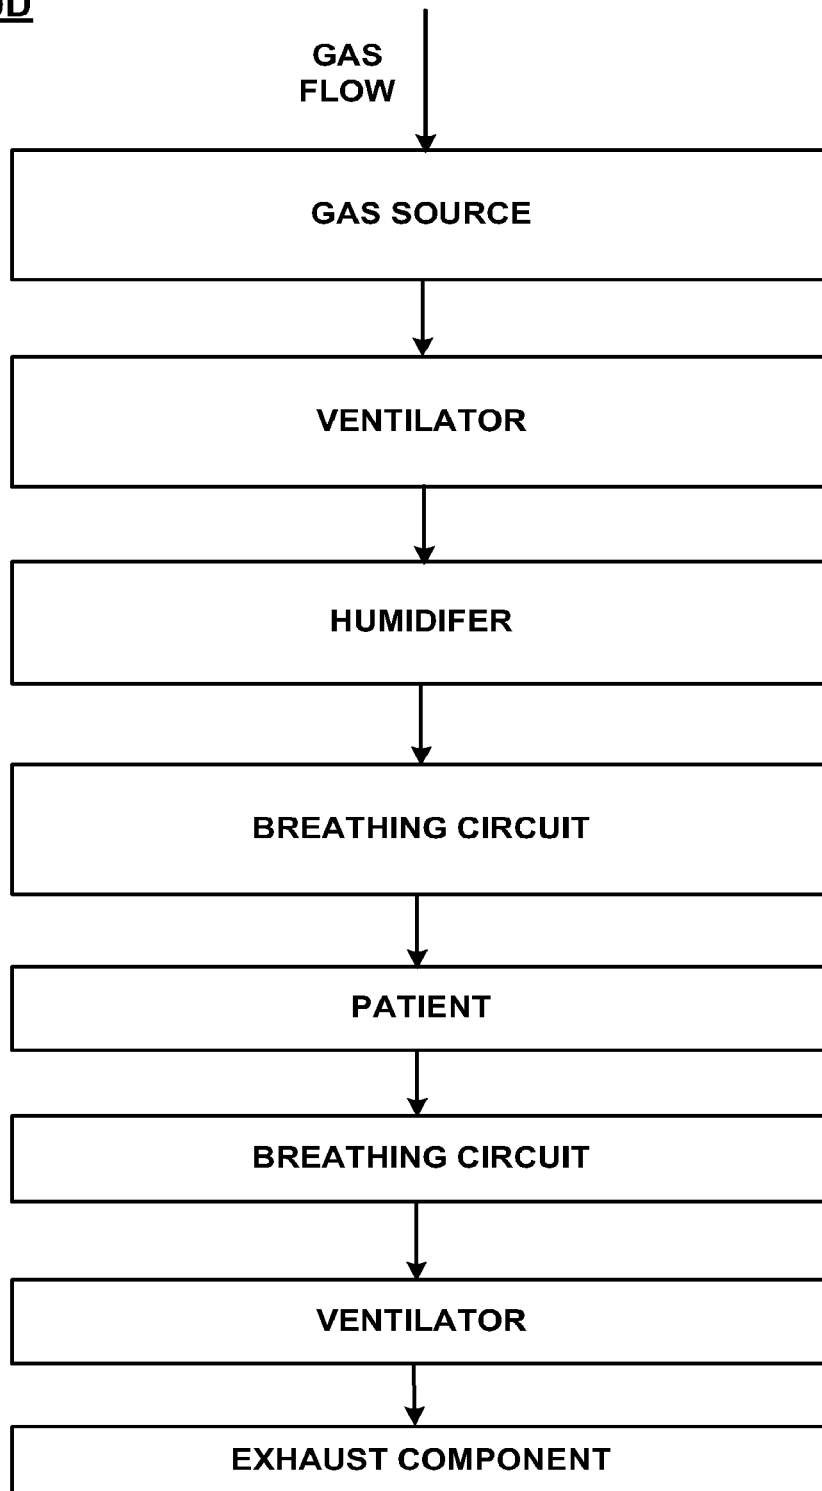 GAS
FLOW
GAS SOURCE
VENTILATOR
HUMIDIFER
BREATHING CIRCUIT
PATIENT
BREATHING CIRCUIT
VENTILATOR
EXHAUST COMPONENT